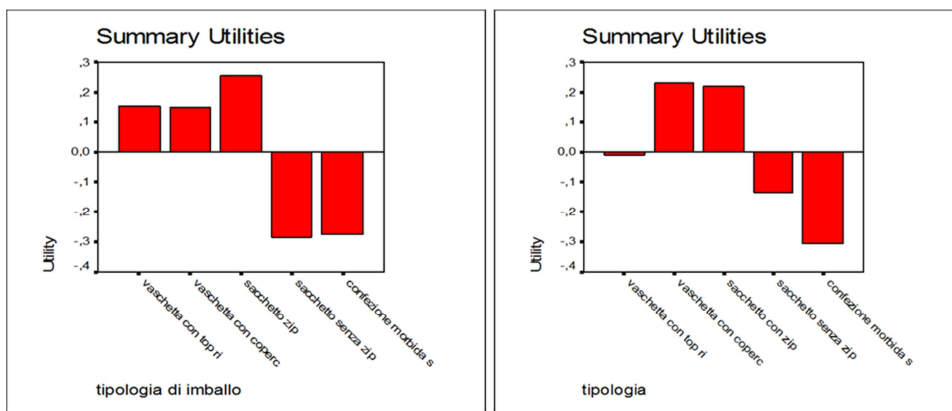 Summary Utilities
,3
,2
,1
0,0
-,1
-,2
-,3
-,4
Utility
vaschetta con top ri
vaschetta con coperc
sacchetto zip
sacchetto senza zip
confezione morbida s
tipologia di imballo
Summary Utilities
,3
,2
,1
0,0
-,1
-,2
-,3
-,4
Utility
vaschetta con top ri
vaschetta con coperc
sacchetto con zip
sacchetto senza zip
confezione morbida s
tipologia